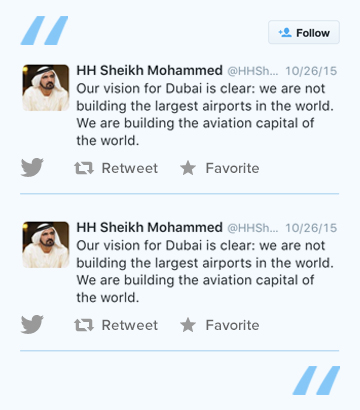 Follow
HH Sheikh Mohammed @HHSh... 10/26/15
Our vision for Dubai is clear: we are not
building the largest airports in the world.
We are building the aviation capital of
the world.
Retweet Favorite
HH Sheikh Mohammed @HHSh... 10/26/15
Our vision for Dubai is clear: we are not
building the largest airports in the world.
We are building the aviation capital of
the world.
Retweet Favorite